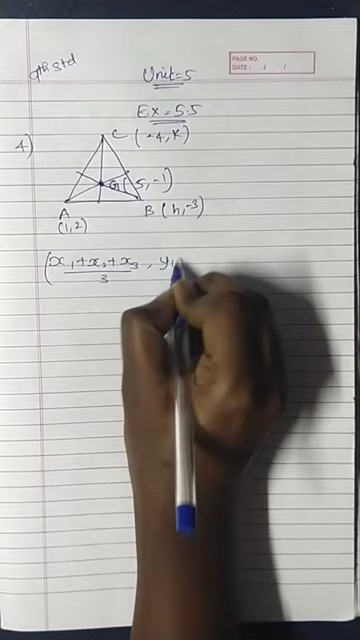 9th std
Unit=5
PAGE NO.
DATE: / /
Ex=5.5
4)
C (-4, K)
G (5, -1)
A
(1,2)
B (h,-3)
(x₁+x₂+x₃/3, y₁